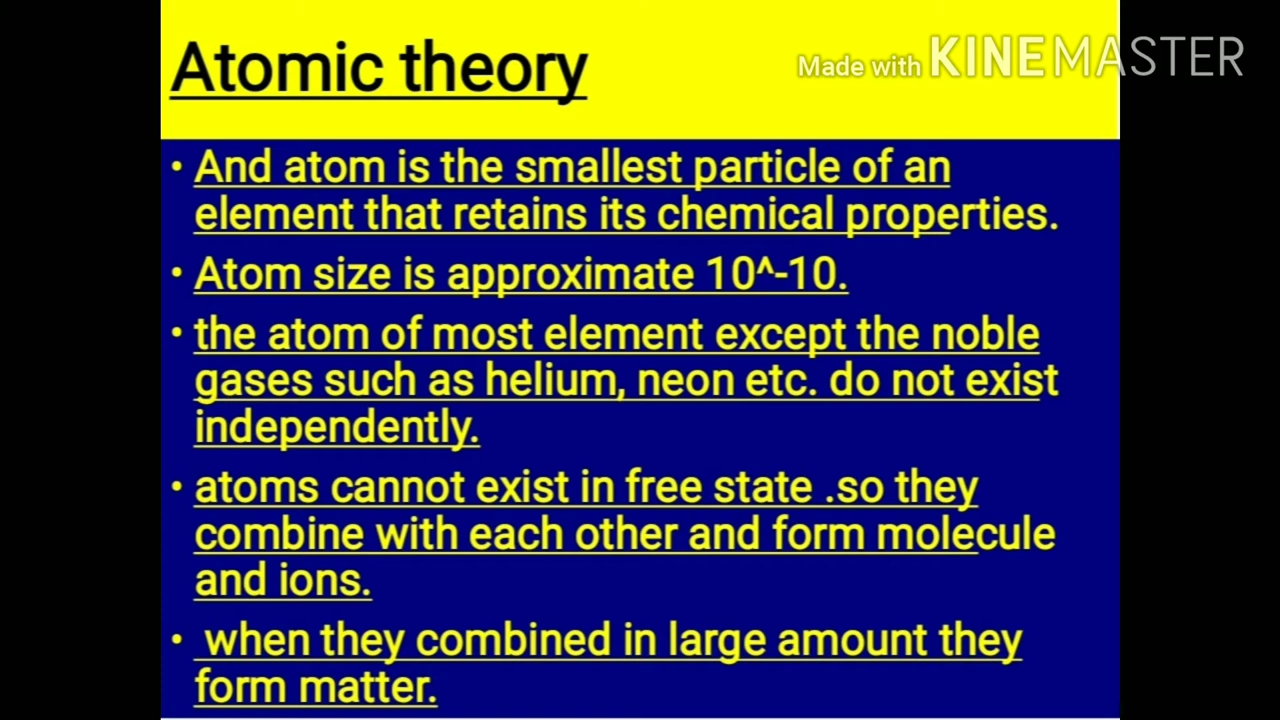 Atomic theory
Made with KINEMASTER
• And atom is the smallest particle of an
element that retains its chemical properties.
• Atom size is approximate 10^-10.
• the atom of most element except the noble
gases such as helium, neon etc. do not exist
independently.
• atoms cannot exist in free state .so they
combine with each other and form molecule
and ions.
• when they combined in large amount they
form matter.